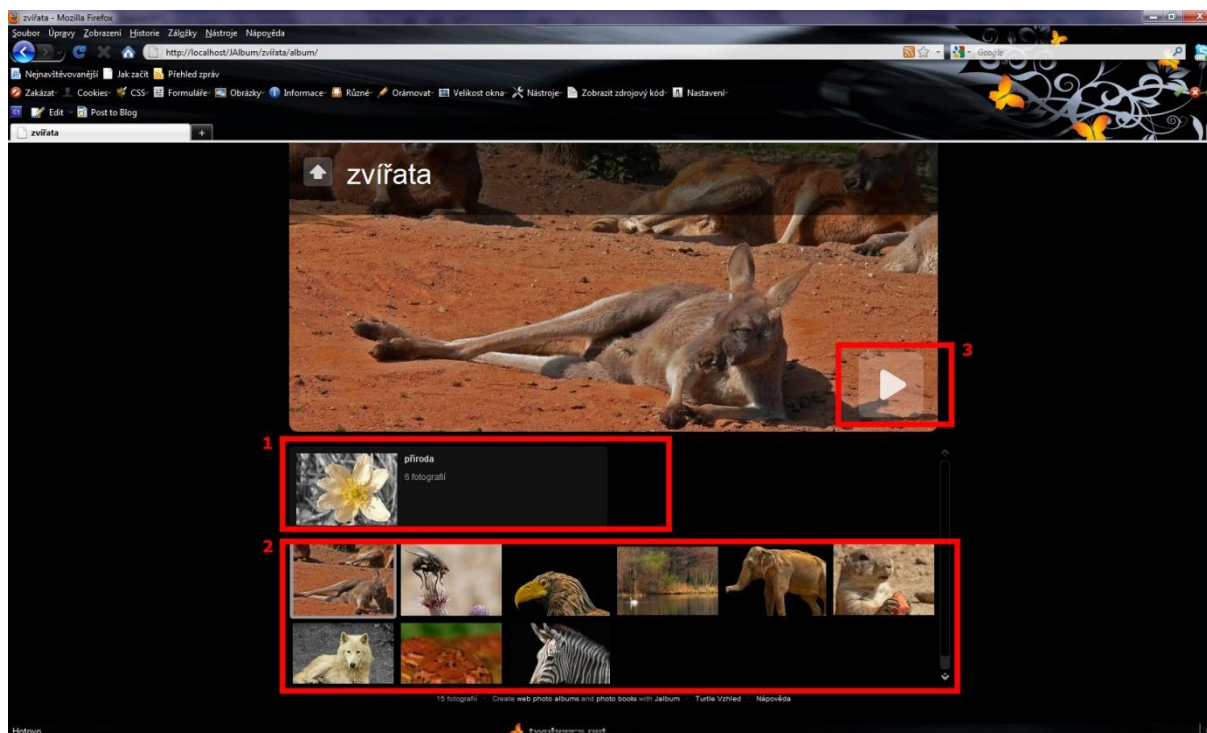 zvířata - Mozilla Firefox
Soubor Úpravy Zobrazení Historie Záložky Nástroje Nápověda
http://localhost/JAlbum/zvířata/album/
Google
Nejnavštěvovanější Jak začít Přehled zpráv
Zakázat Cookies CSS Formuláře Obrázky Informace Různé Orámovat Velikost okna Nástroje Zobrazit zdrojový kód Nastavení
Edit Post to Blog
zvířata
zvířata
3
1
příroda
6 fotografií
2
15 fotografií · Create web photo albums and photo books with Jalbum · Turtle Vzhled · Nápověda
Hotovo